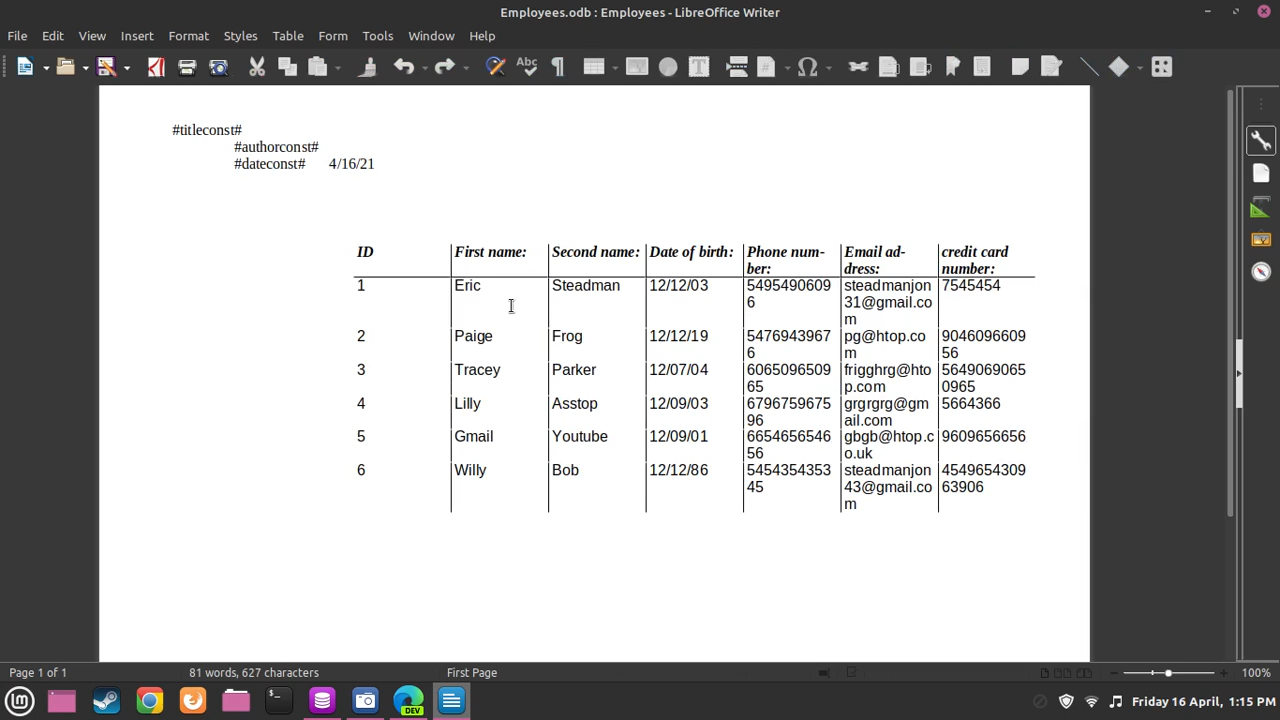 Employees.odb : Employees - LibreOffice Writer
File Edit View Insert Format Styles Table Form Tools Window Help
Abc
#titleconst#
#authorconst#
#dateconst# 4/16/21
ID First name: Second name: Date of birth: Phone num- Email ad- credit card
ber: dress: number:
1 Eric Steadman 12/12/03 5495490609 steadmanjon 7545454
6 31@gmail.co
m
2 Paige Frog 12/12/19 5476943967 pg@htop.co 9046096609
6 m 56
3 Tracey Parker 12/07/04 6065096509 frigghrg@hto 5649069065
65 p.com 0965
4 Lilly Asstop 12/09/03 6796759675 grgrgrg@gm 5664366
96 ail.com
5 Gmail Youtube 12/09/01 6654656546 gbgb@htop.c 9609656656
56 o.uk
6 Willy Bob 12/12/86 5454354353 steadmanjon 4549654309
45 43@gmail.co 63906
m
Page 1 of 1 81 words, 627 characters First Page 100%
DEV Friday 16 April, 1:15 PM